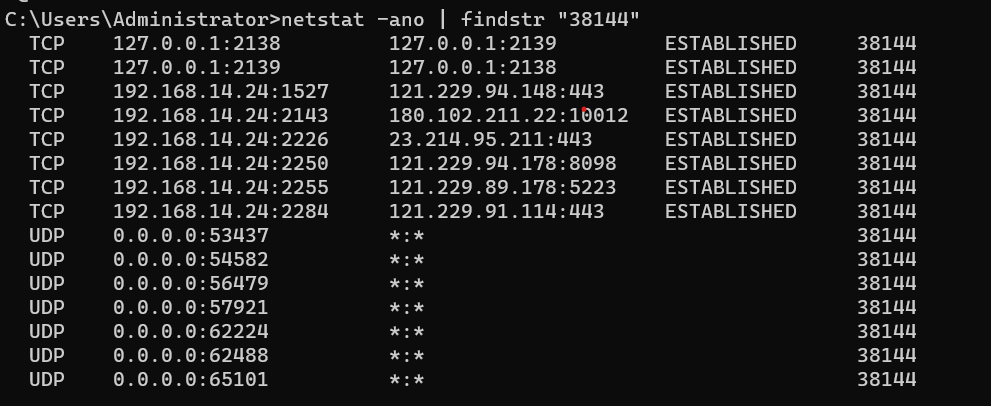 C:\Users\Administrator>netstat -ano | findstr "38144"
TCP 127.0.0.1:2138 127.0.0.1:2139 ESTABLISHED 38144
TCP 127.0.0.1:2139 127.0.0.1:2138 ESTABLISHED 38144
TCP 192.168.14.24:1527 121.229.94.148:443 ESTABLISHED 38144
TCP 192.168.14.24:2143 180.102.211.22:10012 ESTABLISHED 38144
TCP 192.168.14.24:2226 23.214.95.211:443 ESTABLISHED 38144
TCP 192.168.14.24:2250 121.229.94.178:8098 ESTABLISHED 38144
TCP 192.168.14.24:2255 121.229.89.178:5223 ESTABLISHED 38144
TCP 192.168.14.24:2284 121.229.91.114:443 ESTABLISHED 38144
UDP 0.0.0.0:53437 *:* 38144
UDP 0.0.0.0:54582 *:* 38144
UDP 0.0.0.0:56479 *:* 38144
UDP 0.0.0.0:57921 *:* 38144
UDP 0.0.0.0:62224 *:* 38144
UDP 0.0.0.0:62488 *:* 38144
UDP 0.0.0.0:65101 *:* 38144